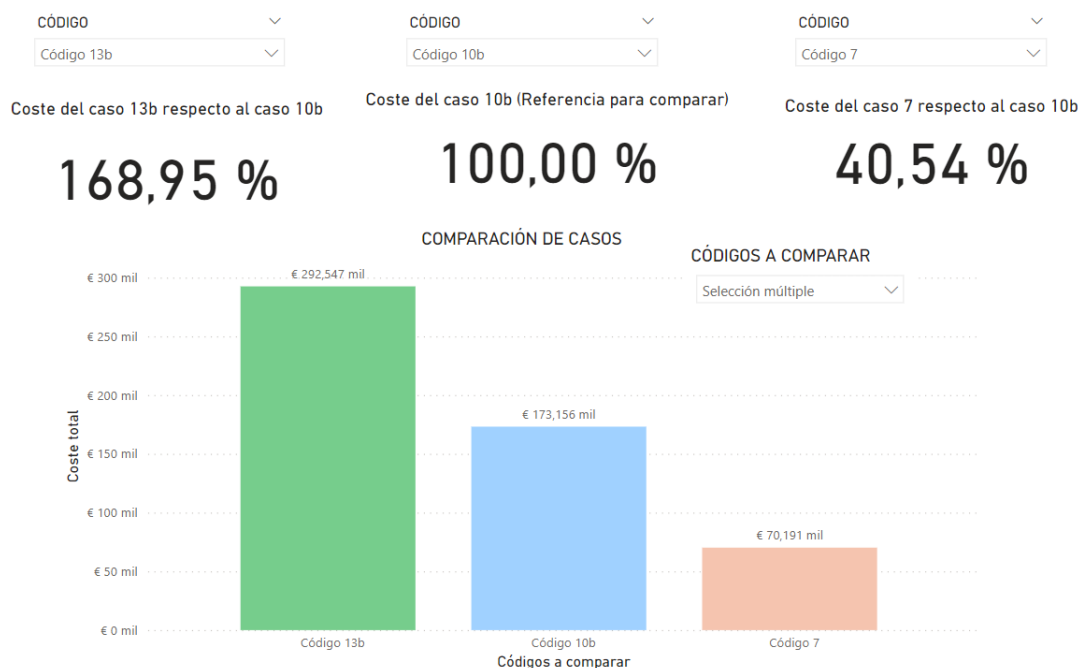 CÓDIGO
Código 13b
CÓDIGO
Código 10b
CÓDIGO
Código 7
Coste del caso 13b respecto al caso 10b
168,95 %
Coste del caso 10b (Referencia para comparar)
100,00 %
Coste del caso 7 respecto al caso 10b
40,54 %
COMPARACIÓN DE CASOS
CÓDIGOS A COMPARAR
Selección múltiple
Coste total
€ 300 mil
€ 250 mil
€ 200 mil
€ 150 mil
€ 100 mil
€ 50 mil
€ 0 mil
€ 292,547 mil
€ 173,156 mil
€ 70,191 mil
Código 13b
Código 10b
Código 7
Códigos a comparar